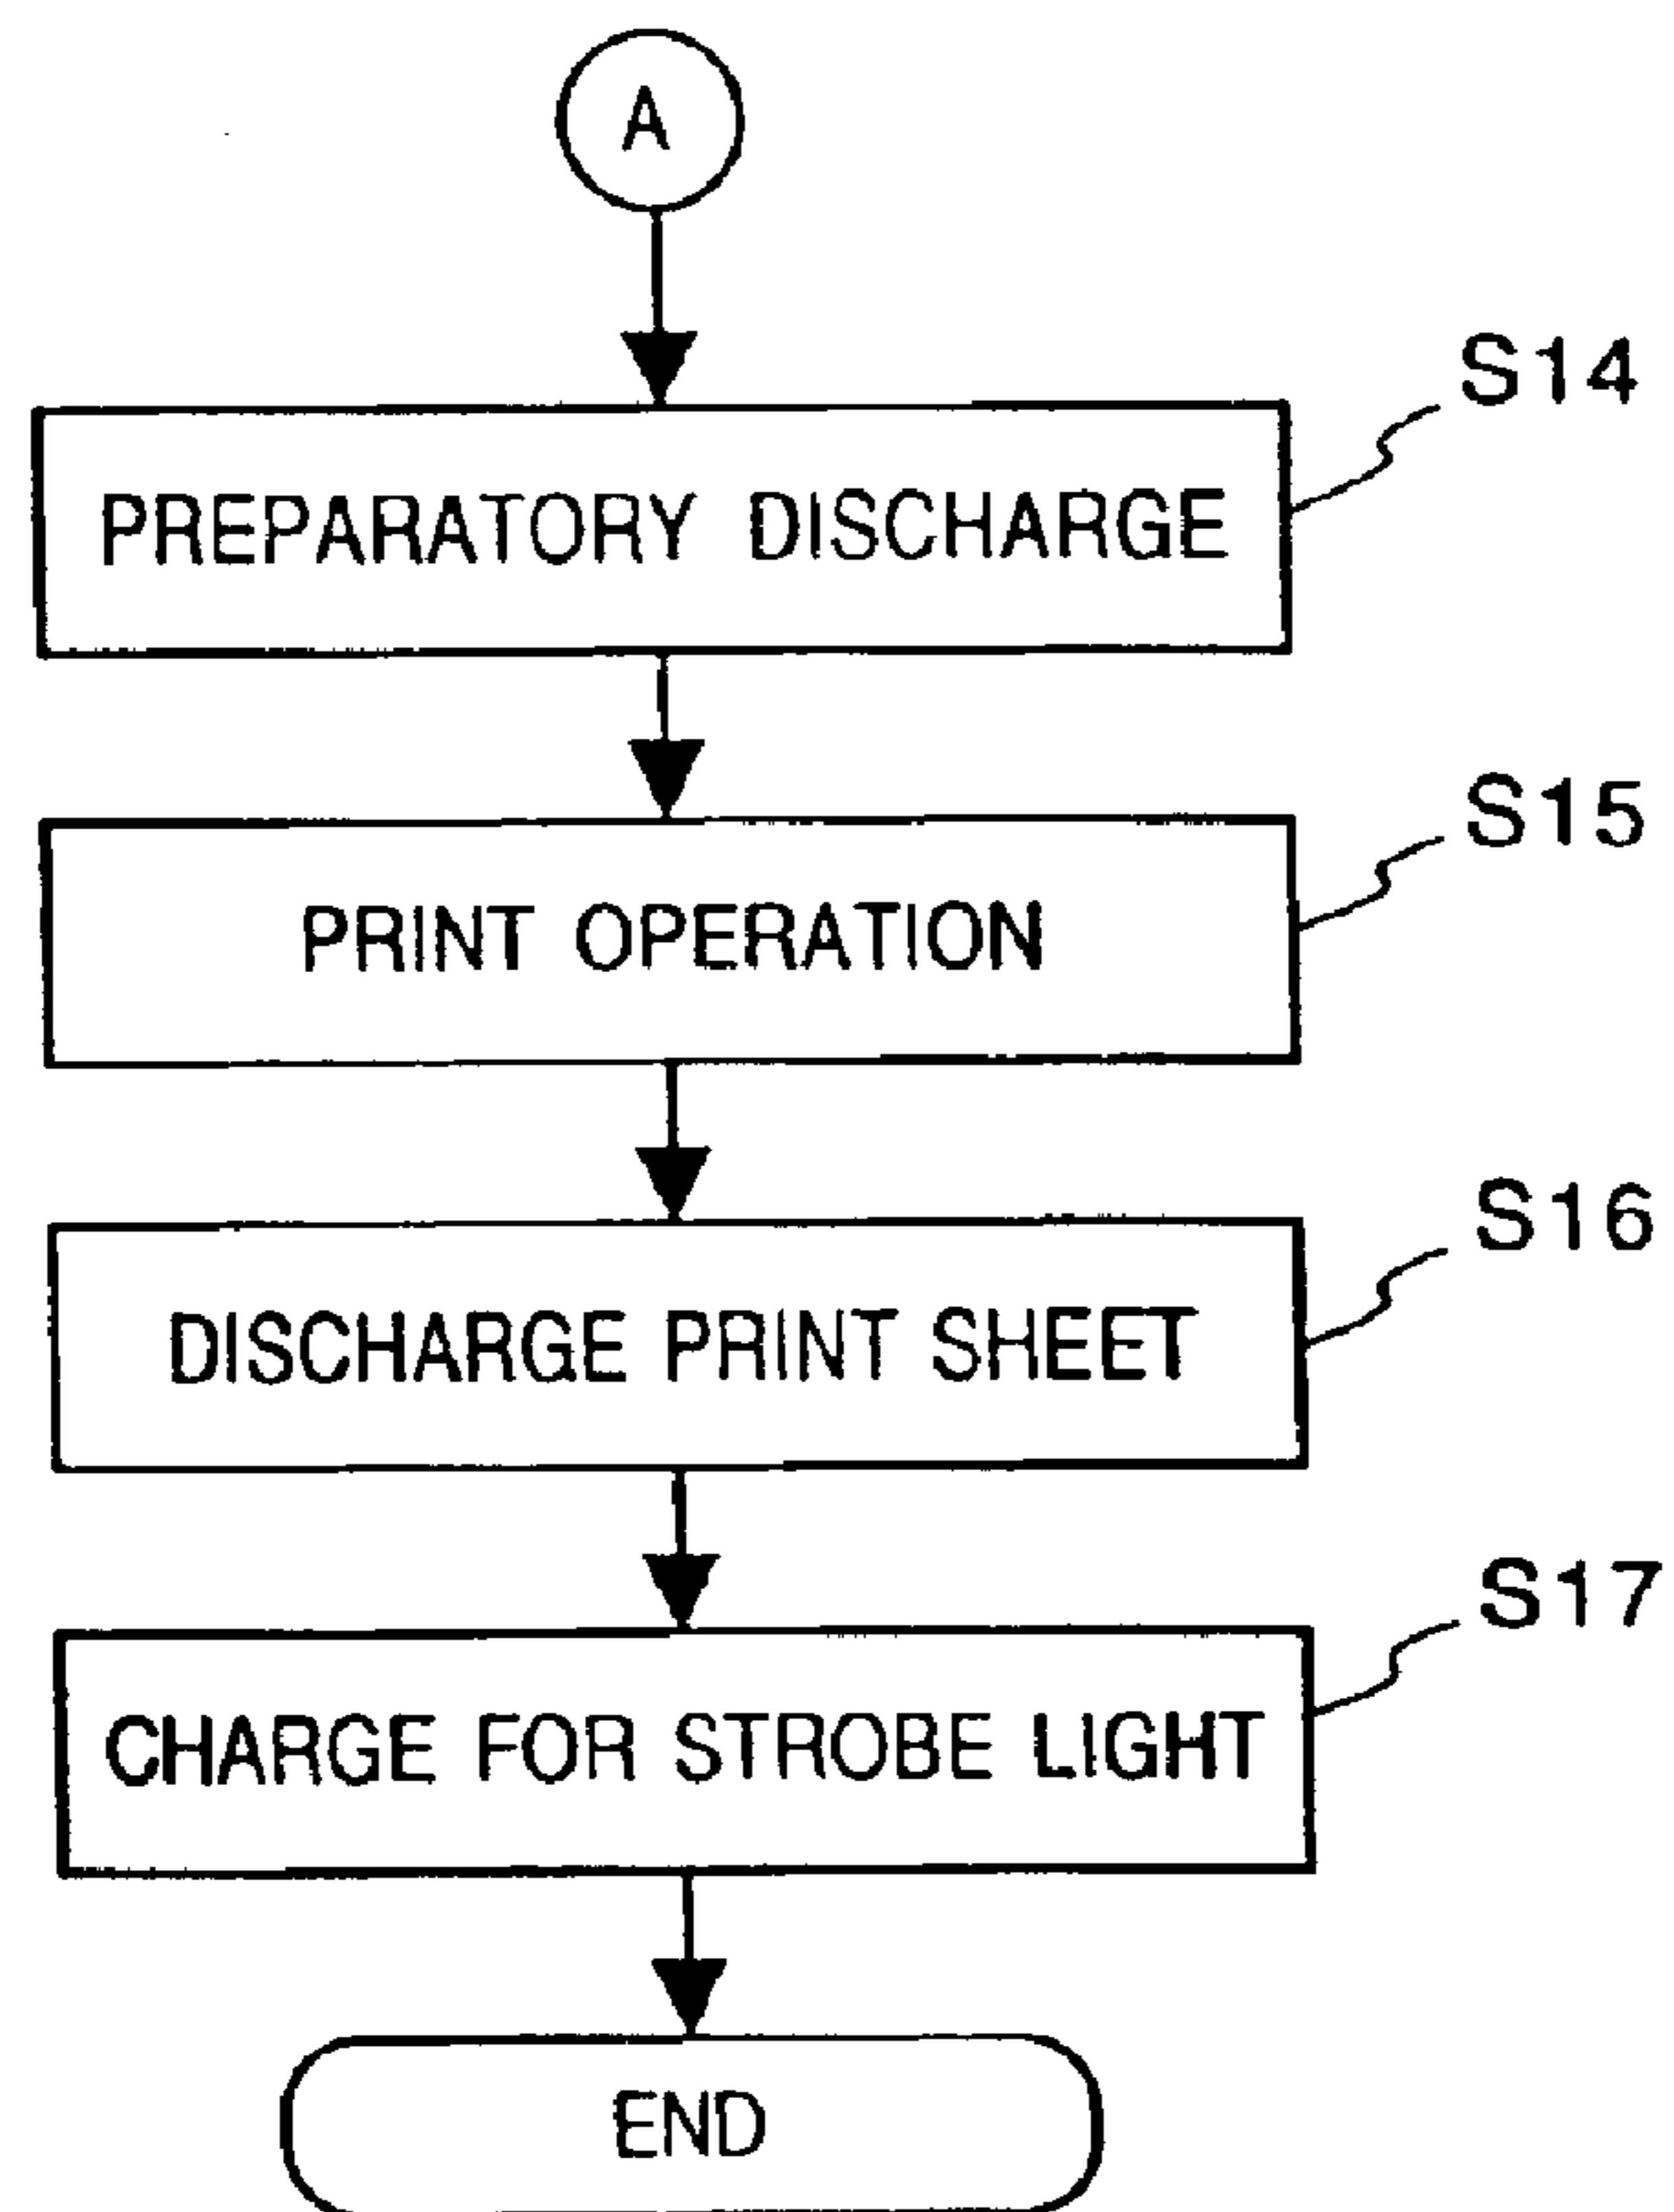 A
S14
PREPARATORY DISCHARGE
S15
PRINT OPERATION
S16
DISCHARGE PRINT SHEET
S17
CHARGE FOR STROBE LIGHT
END